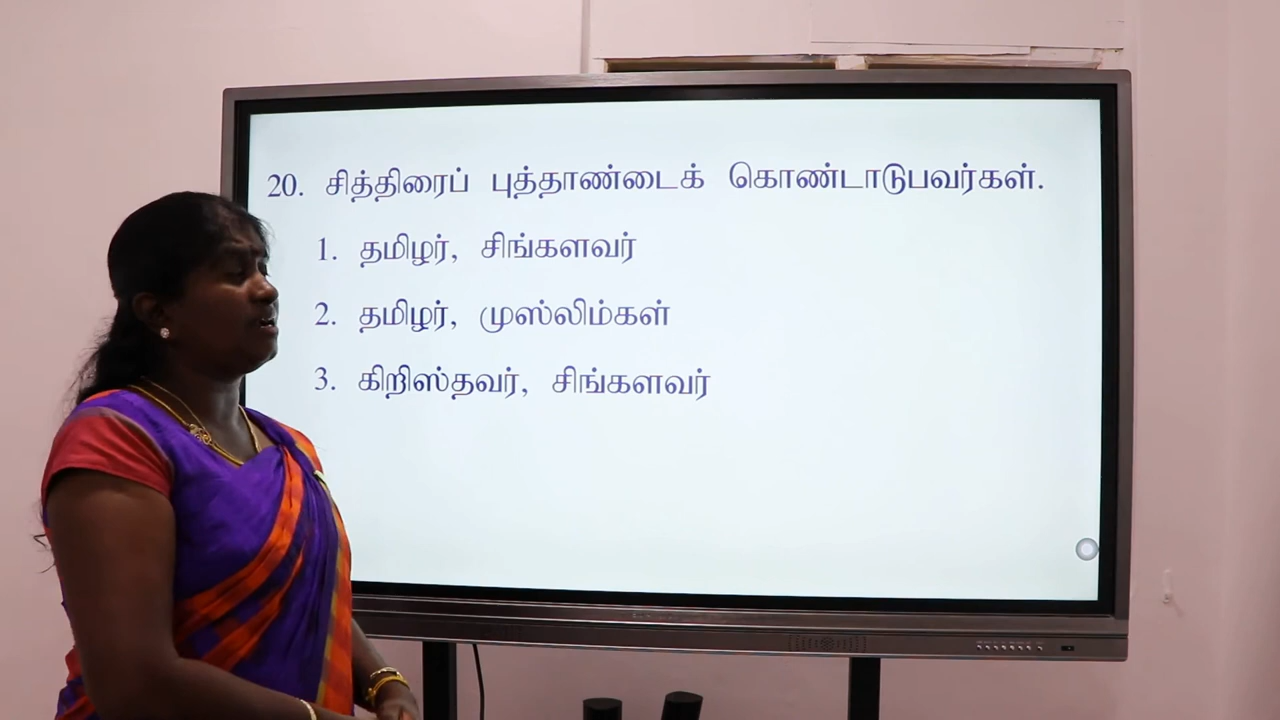 20. சித்திரைப் புத்தாண்டைக் கொண்டாடுபவர்கள்.
1. தமிழர், சிங்களவர்
2. தமிழர், முஸ்லிம்கள்
3. கிறிஸ்தவர், சிங்களவர்